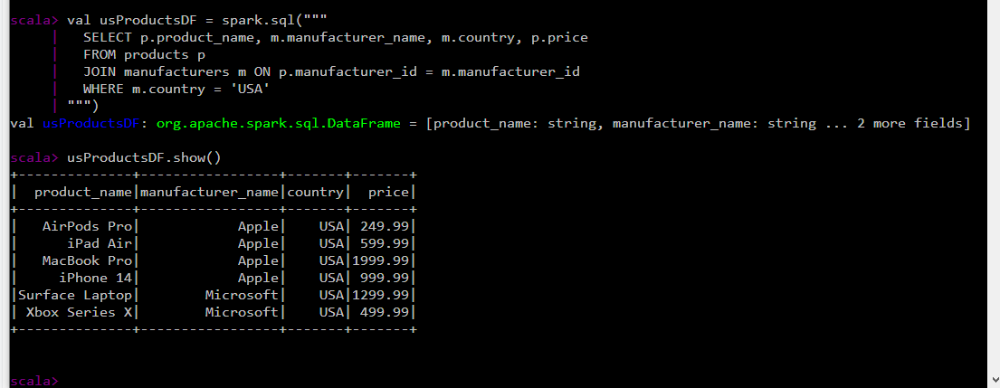 scala> val usProductsDF = spark.sql("""
     |   SELECT p.product_name, m.manufacturer_name, m.country, p.price
     |   FROM products p
     |   JOIN manufacturers m ON p.manufacturer_id = m.manufacturer_id
     |   WHERE m.country = 'USA'
     | """)
val usProductsDF: org.apache.spark.sql.DataFrame = [product_name: string, manufacturer_name: string ... 2 more fields]
scala> usProductsDF.show()
+--------------+-----------------+-------+-------+
|  product_name|manufacturer_name|country|  price|
+--------------+-----------------+-------+-------+
|   AirPods Pro|            Apple|    USA| 249.99|
|      iPad Air|            Apple|    USA| 599.99|
|   MacBook Pro|            Apple|    USA|1999.99|
|     iPhone 14|            Apple|    USA| 999.99|
|Surface Laptop|        Microsoft|    USA|1299.99|
| Xbox Series X|        Microsoft|    USA| 499.99|
+--------------+-----------------+-------+-------+
scala>